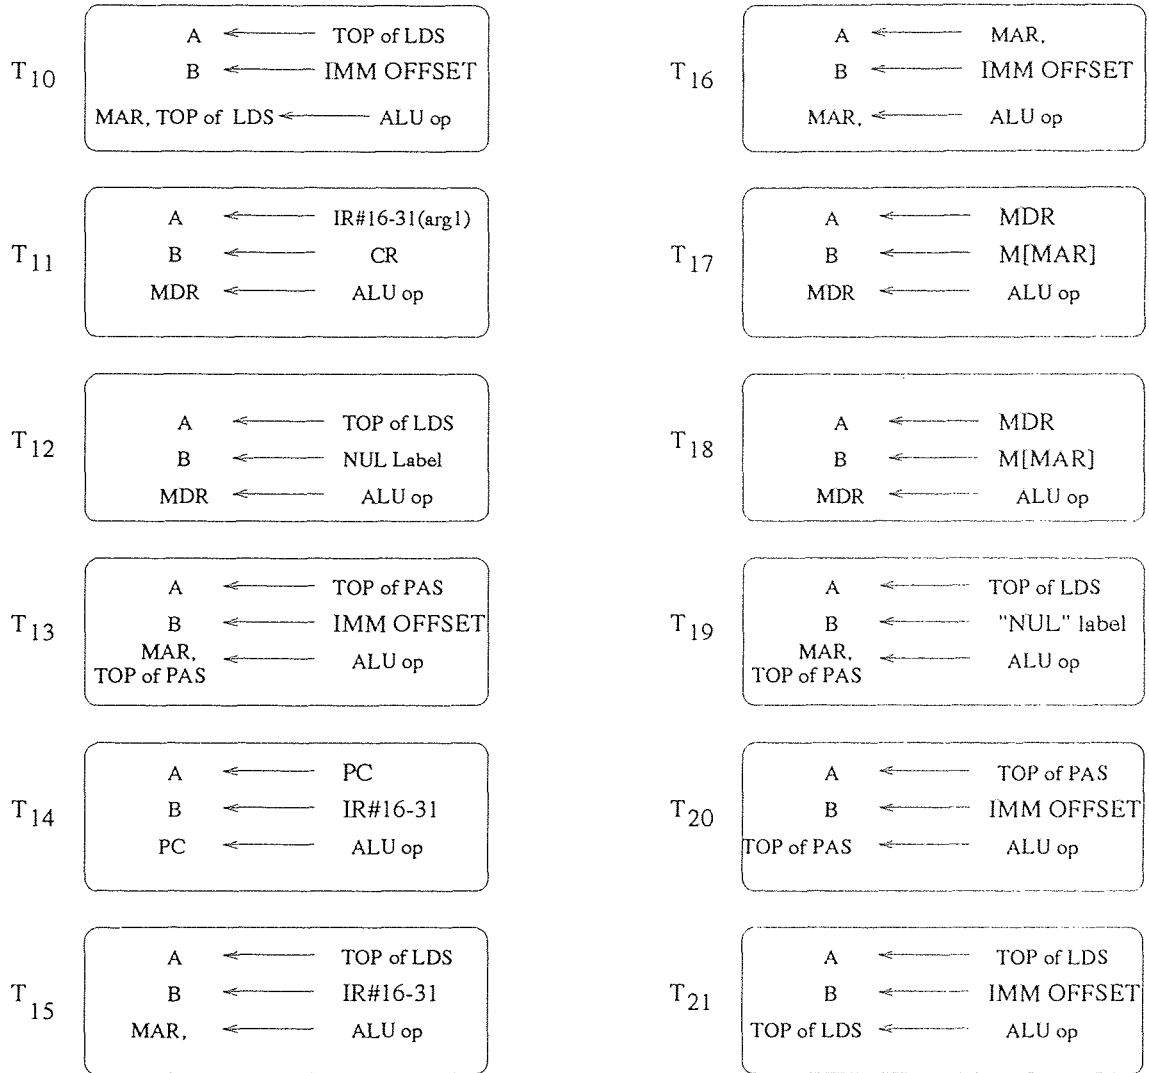 T10
A ← TOP of LDS
B ← IMM OFFSET
MAR, TOP of LDS ← ALU op
T11
A ← IR#16-31(arg1)
B ← CR
MDR ← ALU op
T12
A ← TOP of LDS
B ← NUL Label
MDR ← ALU op
T13
A ← TOP of PAS
B ← IMM OFFSET
MAR,
TOP of PAS ← ALU op
T14
A ← PC
B ← IR#16-31
PC ← ALU op
T15
A ← TOP of LDS
B ← IR#16-31
MAR, ← ALU op
T16
A ← MAR,
B ← IMM OFFSET
MAR, ← ALU op
T17
A ← MDR
B ← M[MAR]
MDR ← ALU op
T18
A ← MDR
B ← M[MAR]
MDR ← ALU op
T19
A ← TOP of LDS
B ← "NUL" label
MAR,
TOP of PAS ← ALU op
T20
A ← TOP of PAS
B ← IMM OFFSET
TOP of PAS ← ALU op
T21
A ← TOP of LDS
B ← IMM OFFSET
TOP of LDS ← ALU op